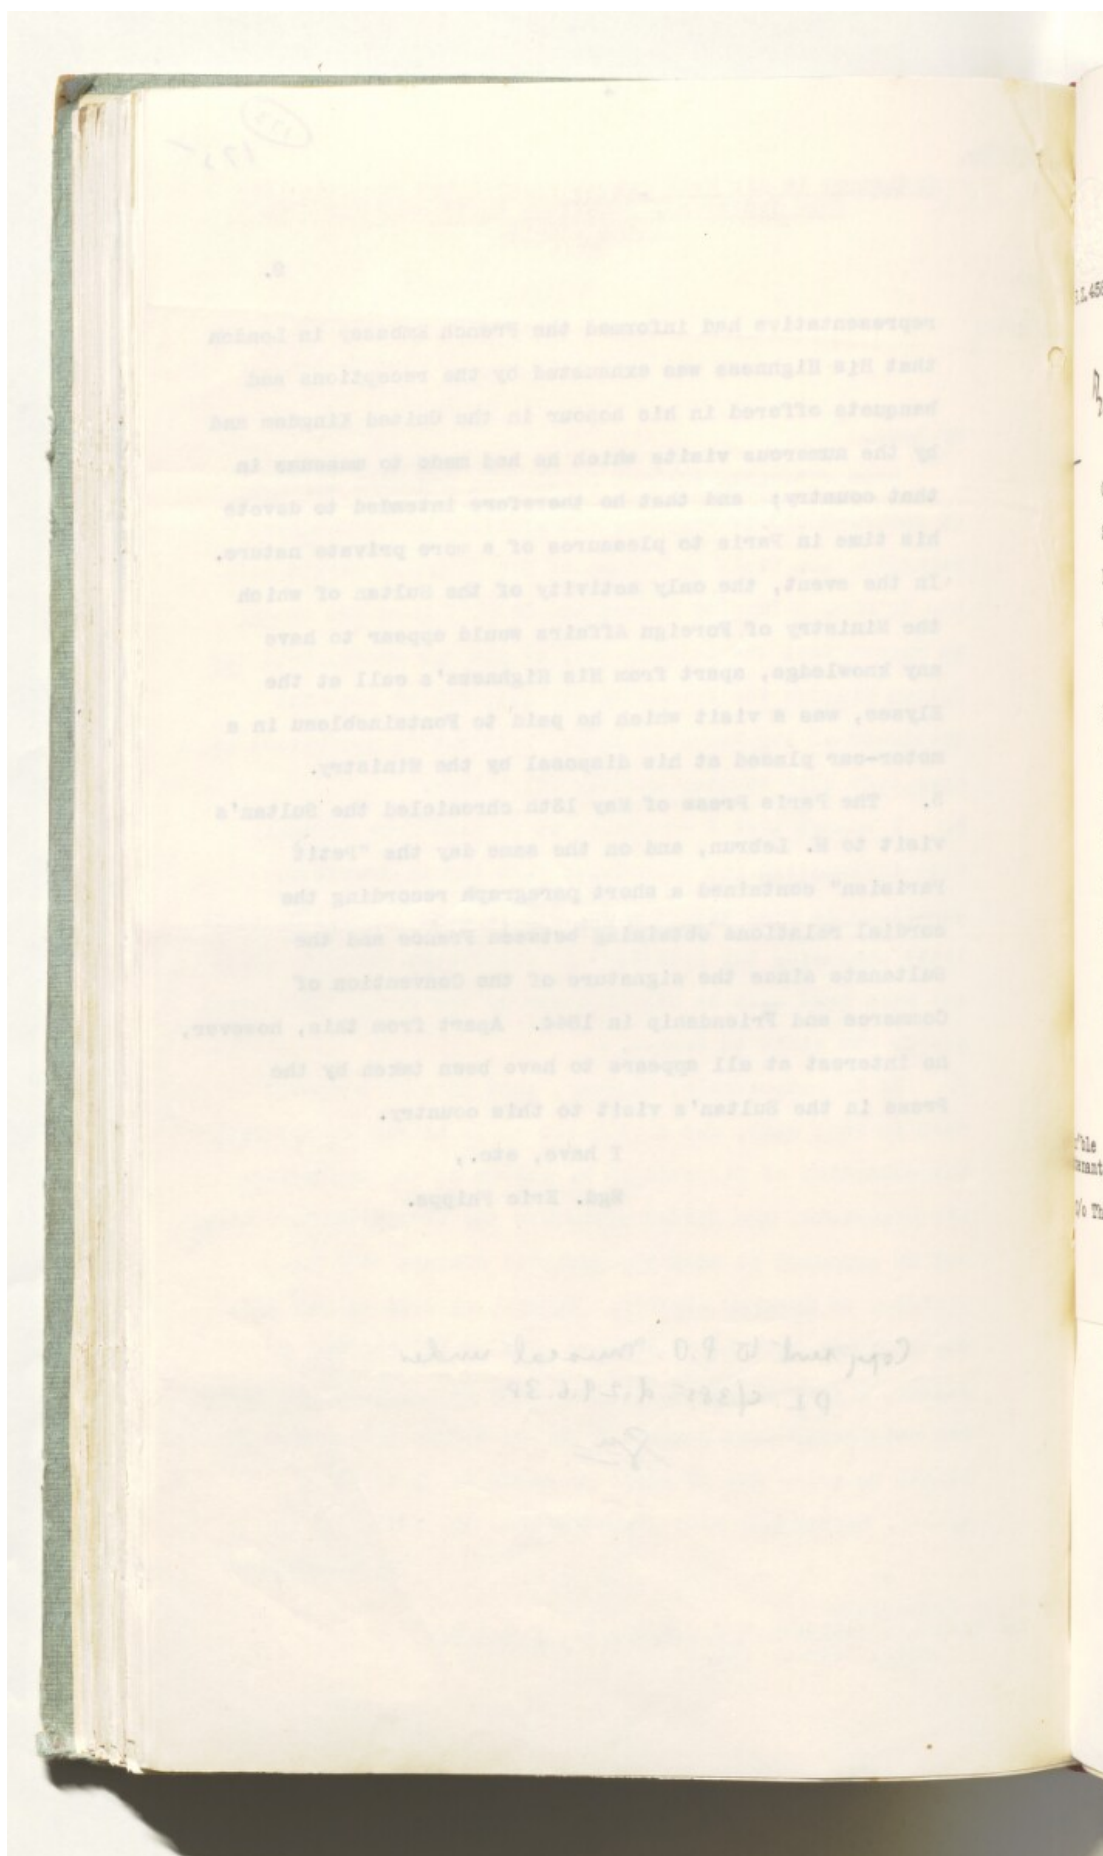 2.
representative had informed the French Embassy in London
that His Highness was exhausted by the receptions and
banquets offered in his honour in the United Kingdom and
by the numerous visits which he had made to museums in
that country; and that he therefore intended to devote
his time in Paris to pleasures of a more private nature.
In the event, the only activity of the Sultan of which
the Ministry of Foreign Affairs would appear to have
any knowledge, apart from His Highness's call at the
Elysee, was a visit which he paid to Fontainebleau in a
motor-car placed at his disposal by the Ministry.
The Paris Press of May 13th chronicled the Sultan's
visit to M. Lebrun, and on the same day the "Petit
Parisien" contained a short paragraph recording the
cordial relations obtaining between France and the
Sultanate since the signature of the Convention of
Commerce and Friendship in 1844. Apart from this, however,
no interest at all appears to have been taken by the
Press in the Sultan's visit to this country.
I have, etc.,
Sgd. Eric Phipps.
Copy sent to P.O. Muscat under